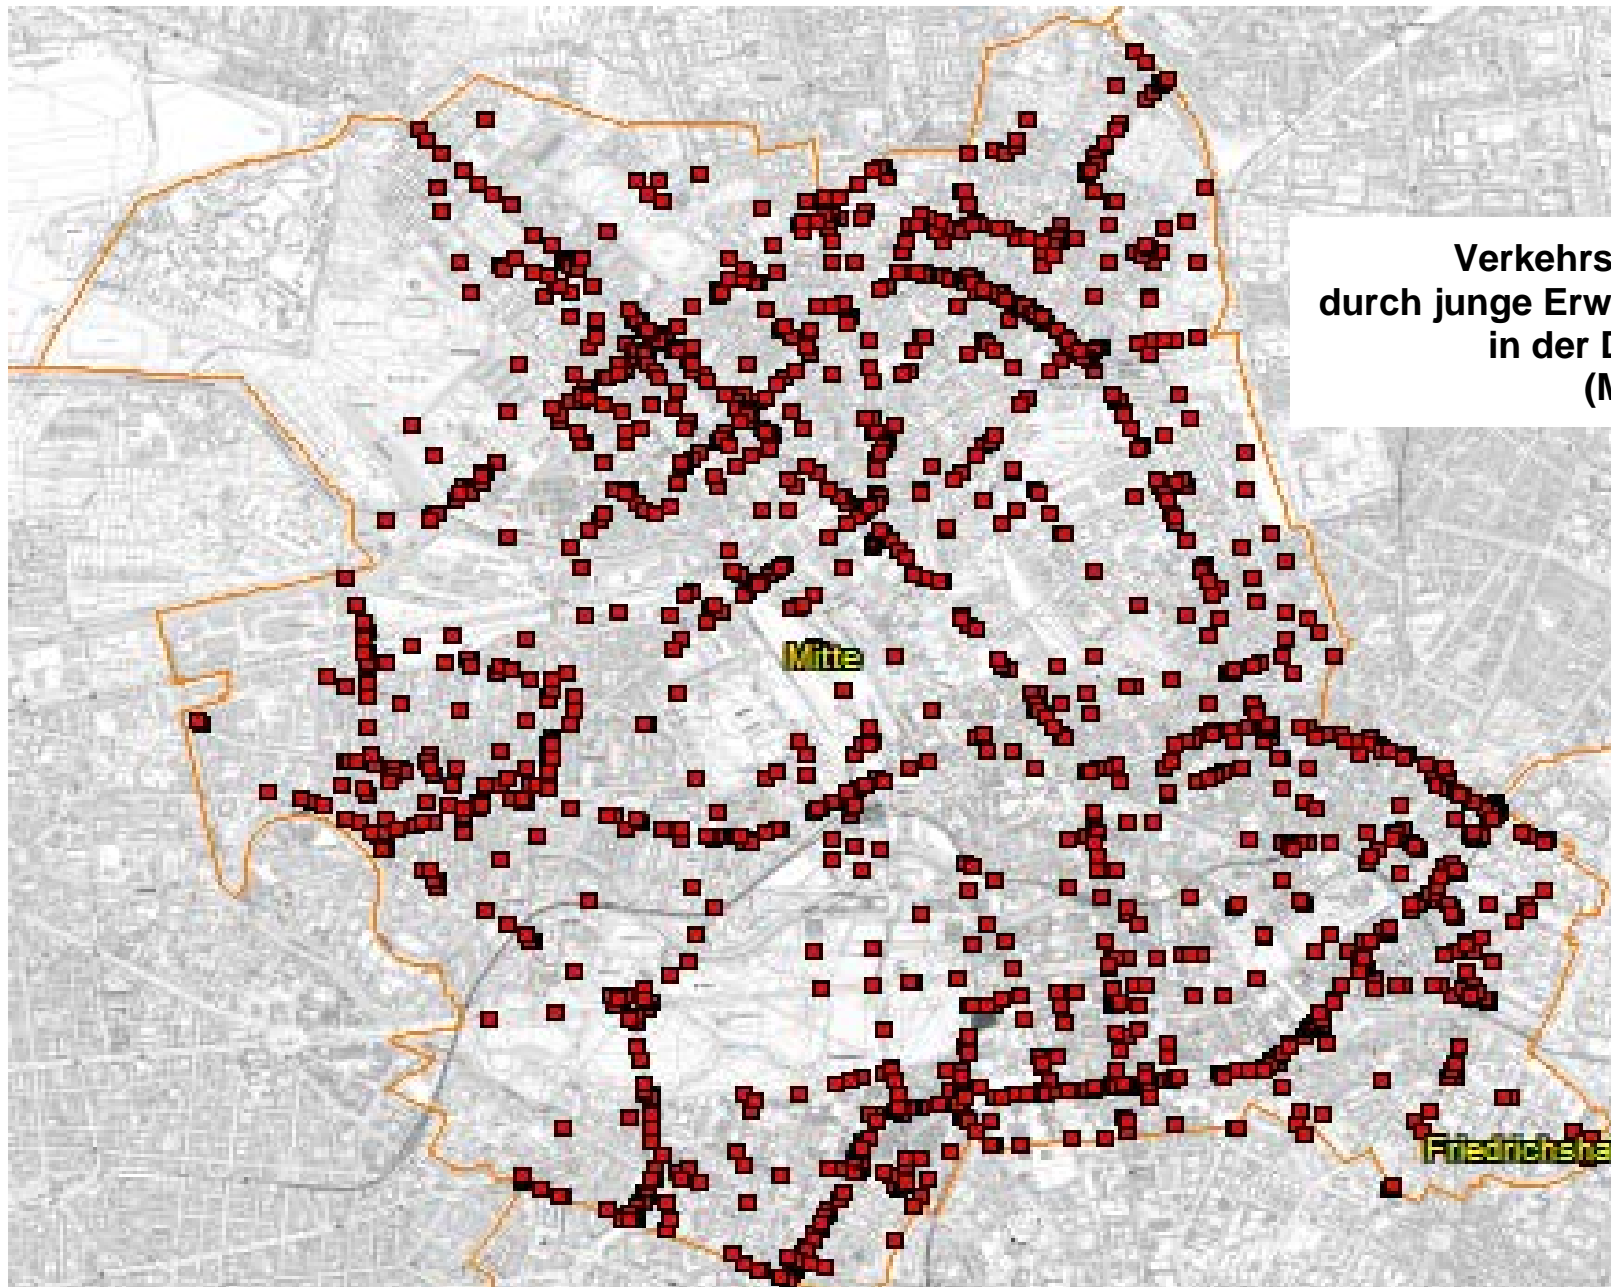 Verkehrs
durch junge Erw
in der D
(M
Mitte
Friedrichsha